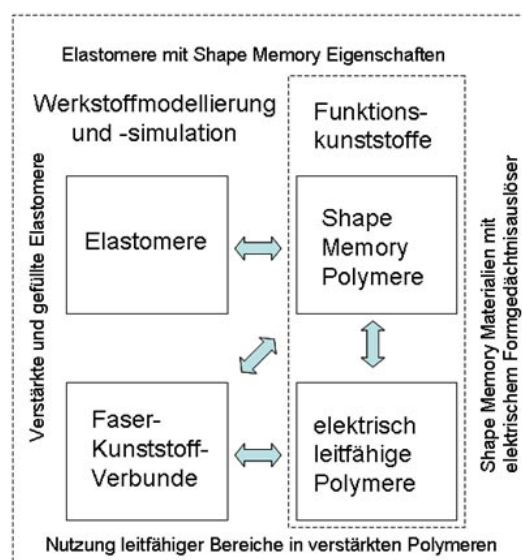 Elastomere mit Shape Memory Eigenschaften
Werkstoffmodellierung
und -simulation
Funktions-
kunststoffe
Verstärkte und gefüllte Elastomere
Elastomere
Shape
Memory
Polymere
Shape Memory Materialien mit
elektrischem Formgedächtnisauslöser
Faser-
Kunststoff-
Verbunde
elektrisch
leitfähige
Polymere
Nutzung leitfähiger Bereiche in verstärkten Polymeren